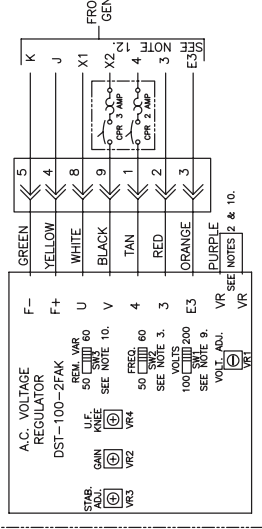 FRO
GEN
SEE NOTE 12.
K
J
X1
X2
4
3
E3
CPR 3 AMP
CPR 2 AMP
5
4
8
9
1
2
3
GREEN
YELLOW
WHITE
BLACK
TAN
RED
ORANGE
PURPLE
SEE NOTES 2 & 10.
F-
F+
U
V
4
3
E3
VR
VR
A.C. VOLTAGE
REGULATOR
DST-100-2FAK
REM. VAR
50 60
SW3
SEE NOTE 10.
FREQ.
50 60
SW2
SEE NOTE 3.
VOLTS
100 200
SW1
SEE NOTE 9.
VOLT. ADJ.
VR1
STAB.
ADJ.
VR3
GAIN
VR2
U.F.
KNEE
VR4